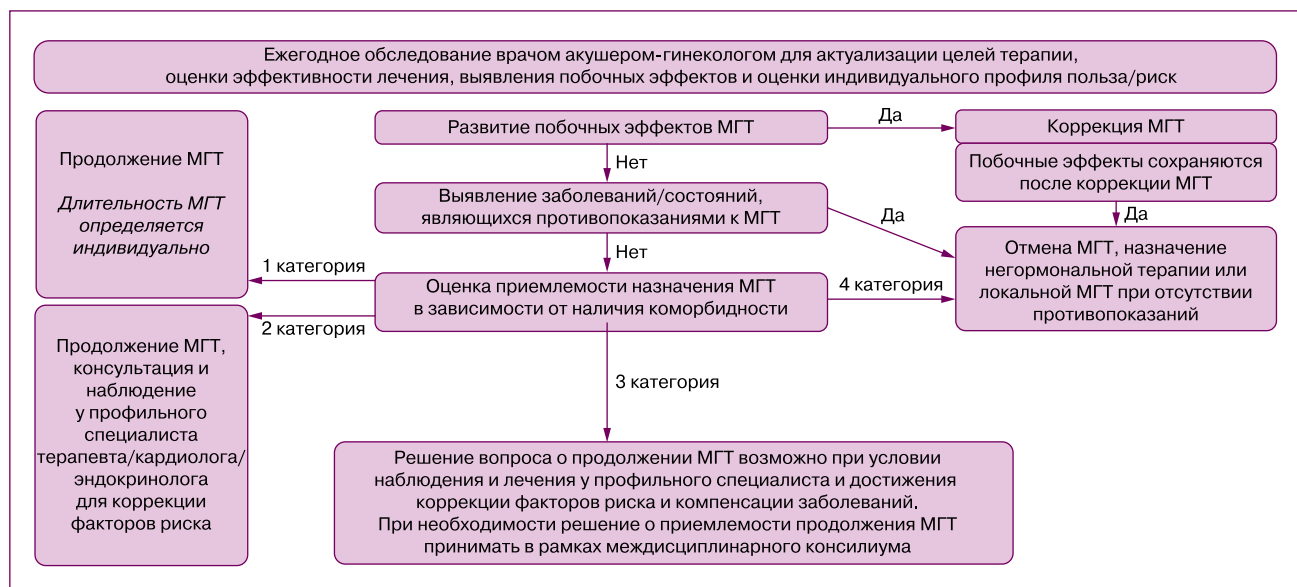 Ежегодное обследование врачом акушером-гинекологом для актуализации целей терапии,
оценки эффективности лечения, выявления побочных эффектов и оценки индивидуального профиля польза/риск
Развитие побочных эффектов МГТ
Да
Коррекция МГТ
Побочные эффекты сохраняются
после коррекции МГТ
Нет
Выявление заболеваний/состояний,
являющихся противопоказаниями к МГТ
Да
Да
Отмена МГТ, назначение
негормональной терапии или
локальной МГТ при отсутствии
противопоказаний
Нет
Оценка приемлемости назначения МГТ
в зависимости от наличия коморбидности
4 категория
1 категория
Продолжение МГТ
Длительность МГТ
определяется
индивидуально
2 категория
Продолжение МГТ,
консультация и
наблюдение
у профильного
специалиста
терапевта/кардиолога/
эндокринолога
для коррекции
факторов риска
3 категория
Решение вопроса о продолжении МГТ возможно при условии
наблюдения и лечения у профильного специалиста и достижения
коррекции факторов риска и компенсации заболеваний.
При необходимости решение о приемлемости продолжения МГТ
принимать в рамках междисциплинарного консилиума